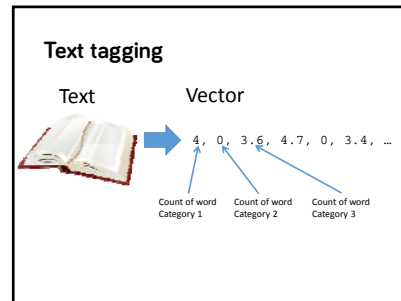 Text tagging
Text Vector
4, 0, 3.6, 4.7, 0, 3.4, …
Count of word Count of word Count of word
Category 1 Category 2 Category 3